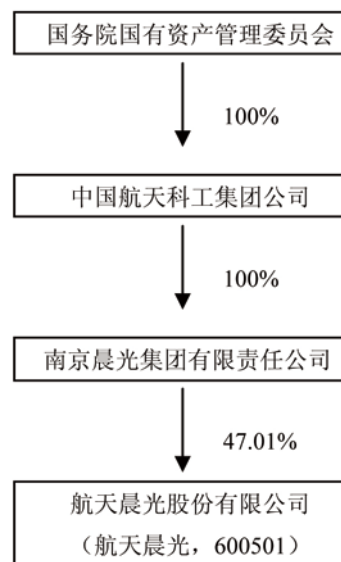 国务院国有资产管理委员会
100%
中国航天科工集团公司
100%
南京晨光集团有限责任公司
47.01%
航天晨光股份有限公司
（航天晨光，600501）